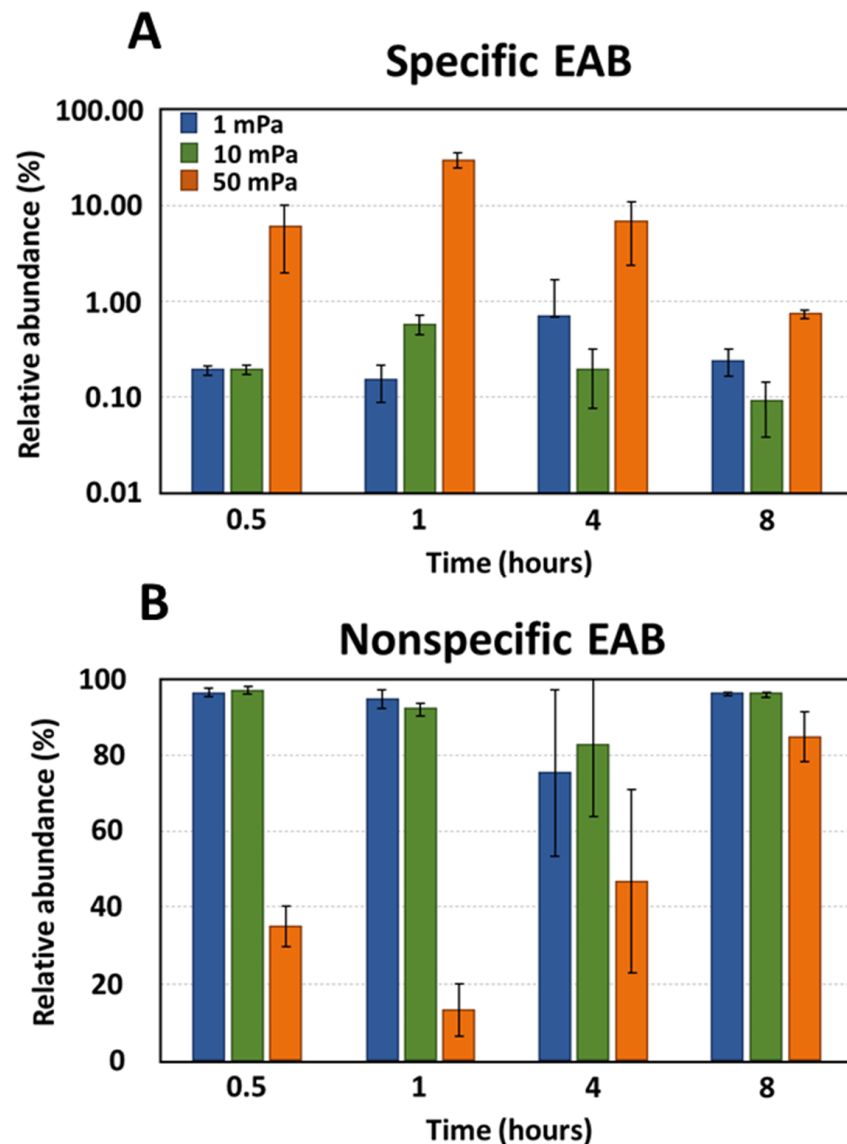 A
Specific EAB
Relative abundance (%)
100.00
10.00
1.00
0.10
0.01
1 mPa
10 mPa
50 mPa
0.5 1 4 8
Time (hours)
B
Nonspecific EAB
Relative abundance (%)
100
80
60
40
20
0
0.5 1 4 8
Time (hours)